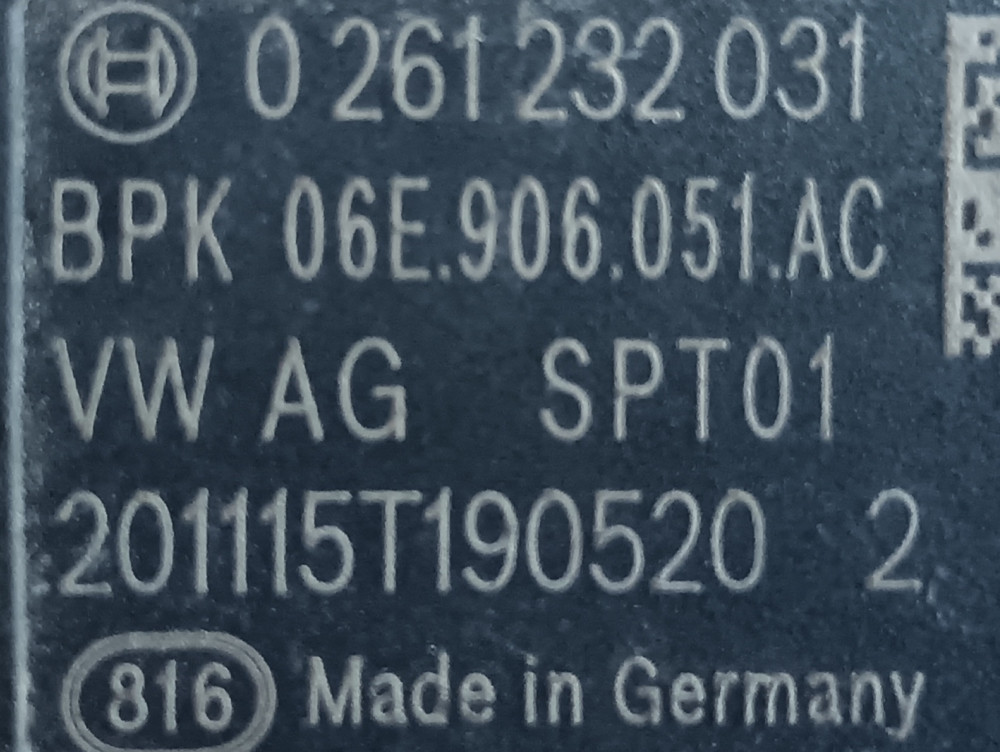 0 261 232 031
BPK 06E.906.051.AC
VW AG SPT01
201115T190520 2
816 Made in Germany